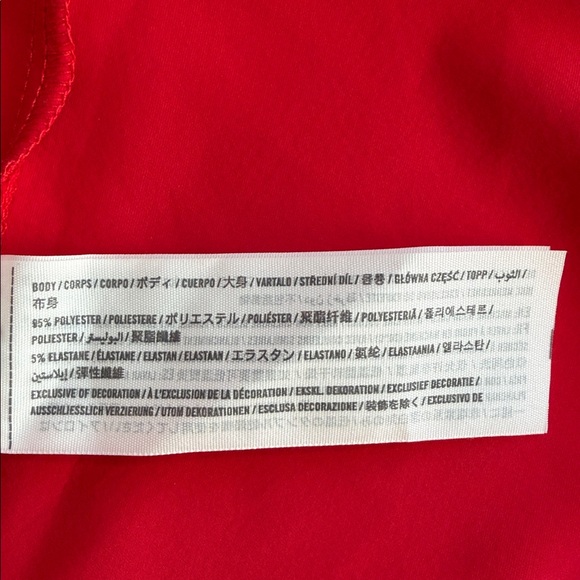 BODY / CORPS / CORPO / ボディ / CUERPO / 大身 / VARTALO / STŘEDNÍ DÍL / 몸통 / GŁÓWNA CZĘŚĆ / TOPP / الثوب /
布身
95% POLYESTER / POLIESTERE / ポリエステル / POLIÉSTER / 聚酯纤维 / POLYESTERIÄ / 폴리에스테르 /
POLIESTER / البوليستر / 聚酯纖維
5% ELASTANE / ÉLASTANE / ELASTAN / ELASTAAN / エラスタン / ELASTANO / 氨纶 / ELASTAANIA / 엘라스탄 /
إيلاستين / 彈性纖維
EXCLUSIVE OF DECORATION / À L'EXCLUSION DE LA DÉCORATION / EKSKL. DEKORATION / EXCLUSIEF DECORATIE /
AUSSCHLIESSLICH VERZIERUNG / UTOM DEKORATIONEN / ESCLUSA DECORAZIONE / 装飾を除く / EXCLUSIVO DE